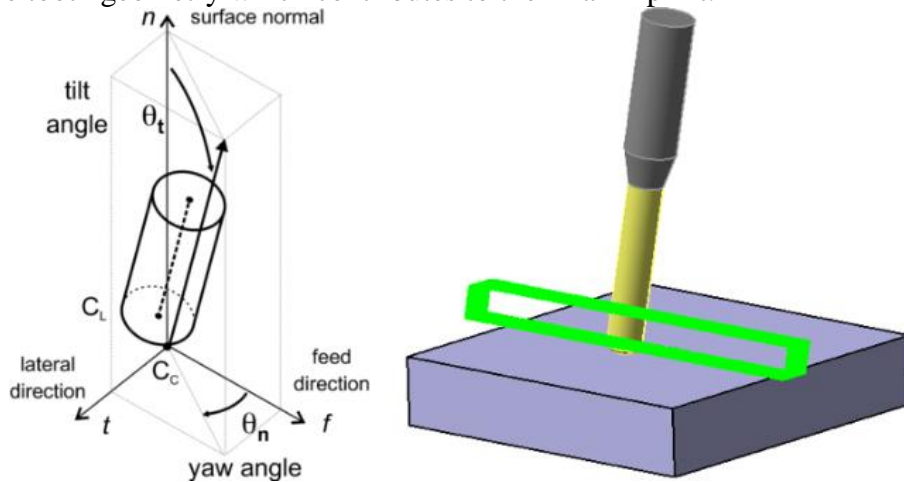 n
surface normal
tilt
angle
θt
CL
lateral
direction
CC
feed
direction
t
θn
f
yaw angle